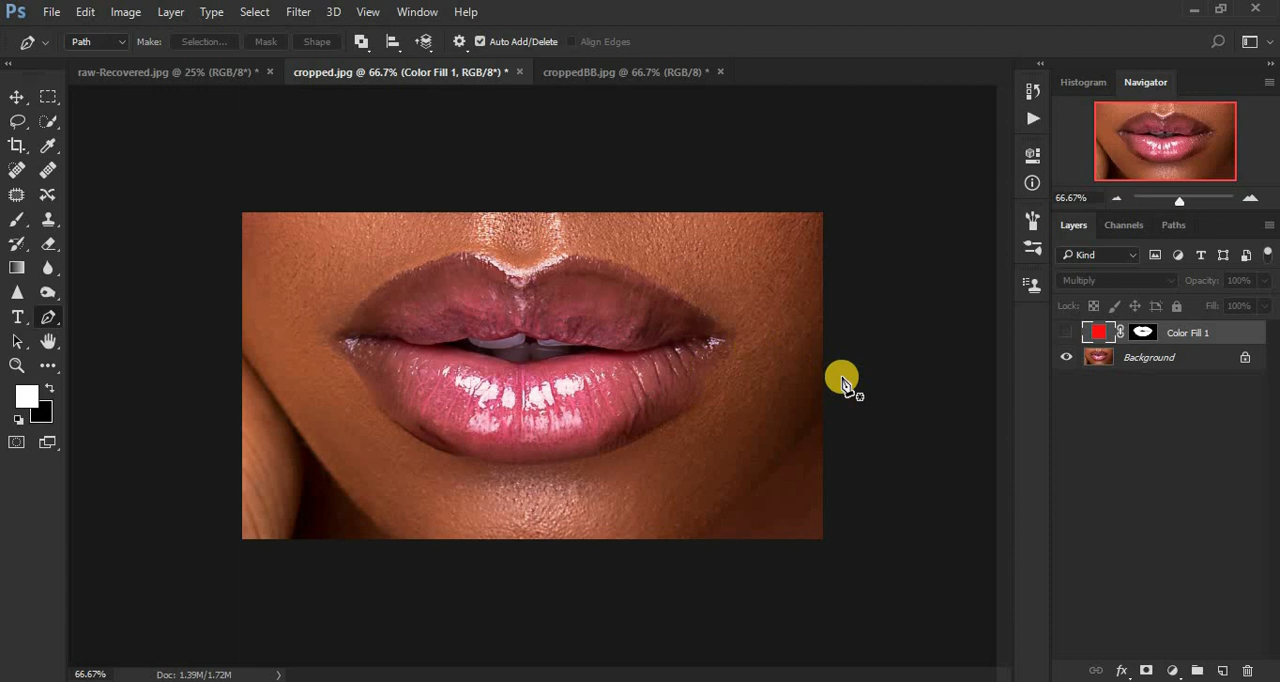 Ps File Edit Image Layer Type Select Filter 3D View Window Help
Path Make: Selection... Mask Shape Auto Add/Delete Align Edges
raw-Recovered.jpg @ 25% (RGB/8*) * × cropped.jpg @ 66.7% (Color Fill 1, RGB/8*) * × croppedBB.jpg @ 66.7% (RGB/8) * ×
Histogram Navigator
66.67%
Layers Channels Paths
Kind
Multiply Opacity: 100%
Lock: Fill: 100%
Color Fill 1
Background
66.67% Doc: 1.39M/1.72M